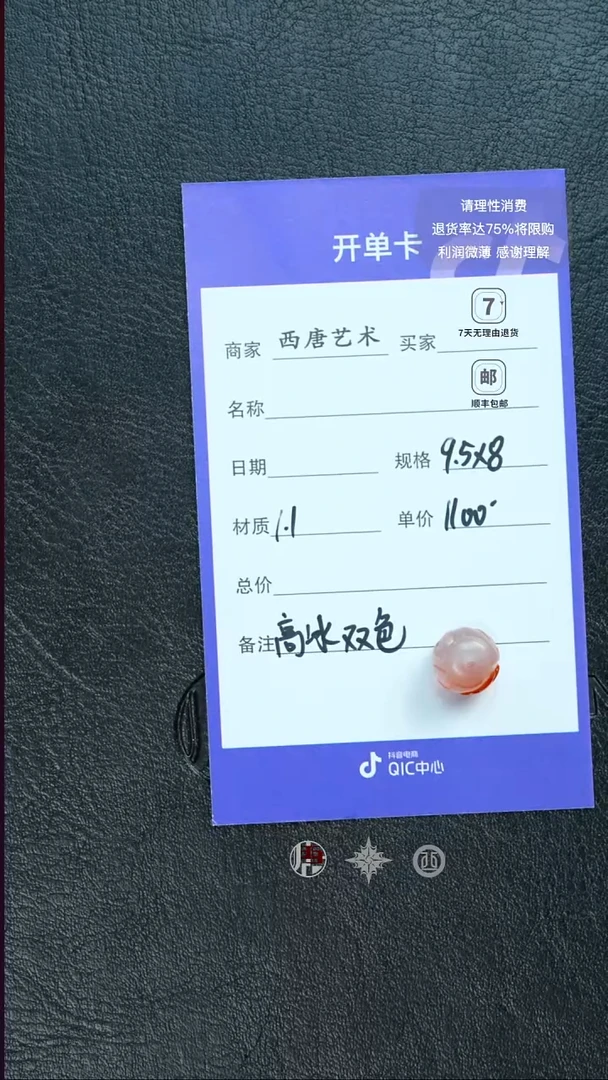 请理性消费
退货率达75%将限购
利润微薄 感谢理解
开单卡
7
7天无理由退货
商家 西唐艺术 买家
邮
顺丰包邮
名称
日期 规格 9.5x8
材质 1.1 单价 1100
总价
备注 高冰双色
抖音电商
QIC中心
西